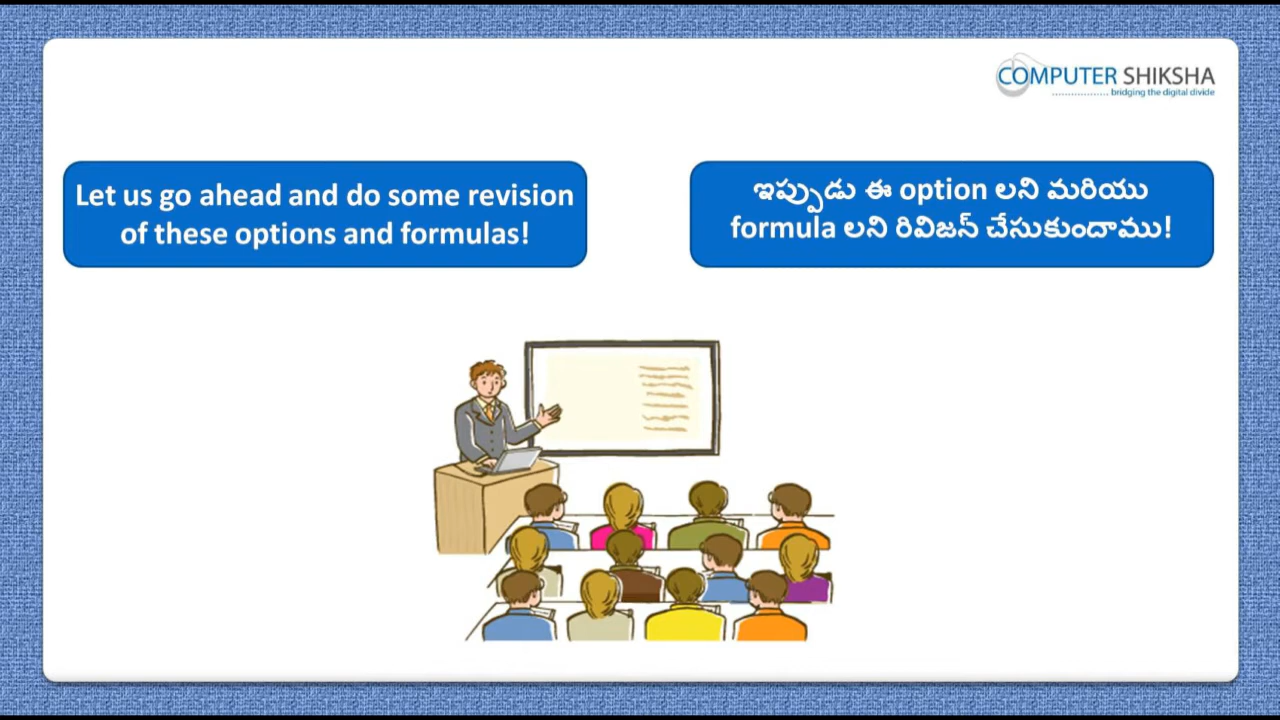 COMPUTER SHIKSHA
bridging the digital divide
Let us go ahead and do some revision
of these options and formulas!
ఇప్పుడు ఈ option లని మరియు
formula లని రివిజన్ చేసుకుందాము!